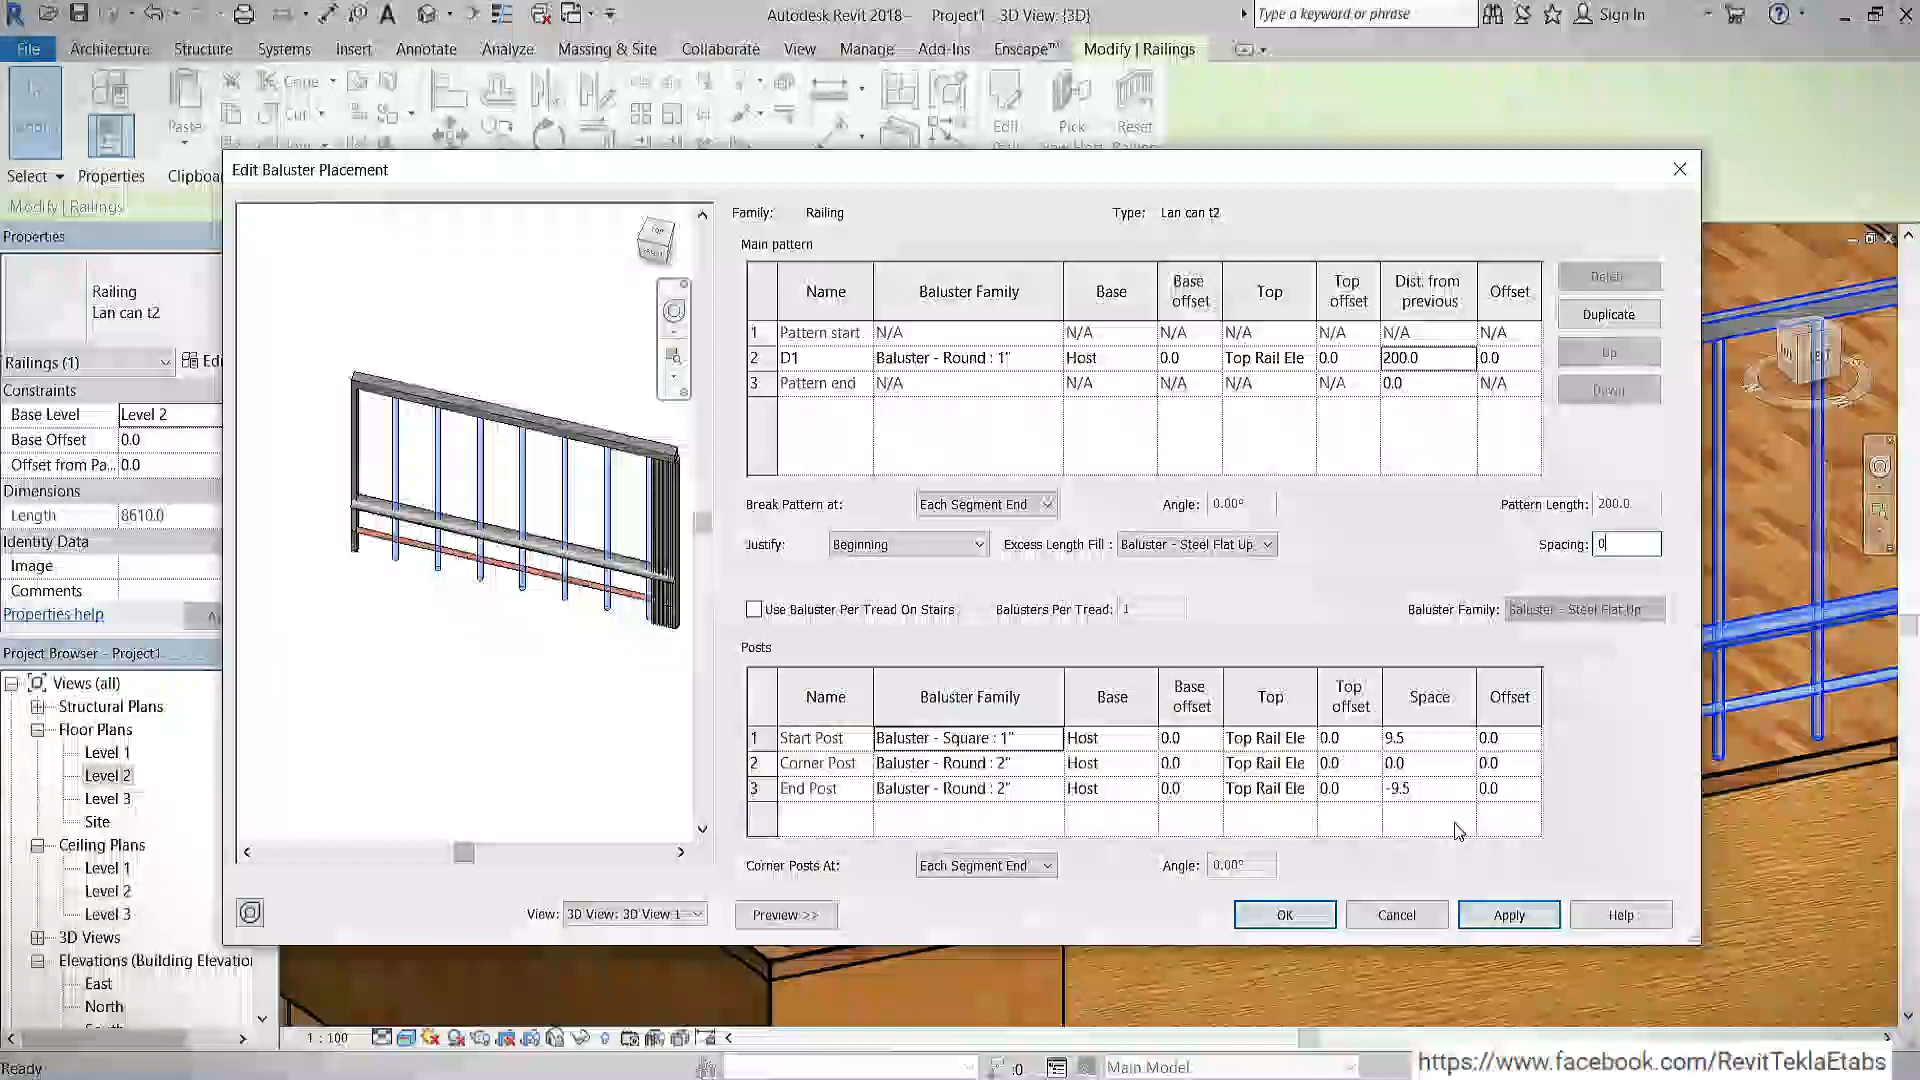 Autodesk Revit 2018 - Project1 - 3D View: {3D}
Type a keyword or phrase
Sign In
File Architecture Structure Systems Insert Annotate Analyze Massing & Site Collaborate View Manage Add-Ins Enscape™ Modify | Railings
Paste Cope Cut Edit Pick Reset
Select Properties
Modify | Railings
Edit Baluster Placement
Properties
Railing
Lan can t2
Railings (1)
Constraints
Base Level Level 2
Base Offset 0.0
Offset from Pa... 0.0
Dimensions
Length 8610.0
Identity Data
Image
Comments
Properties help
Project Browser - Project1
Views (all)
Structural Plans
Floor Plans
Level 1
Level 2
Level 3
Site
Ceiling Plans
Level 1
Level 2
Level 3
3D Views
Elevations (Building Elevatio
East
North
TOP
Family: Railing Type: Lan can t2
Main pattern
Name Baluster Family Base Base offset Top Top offset Dist. from previous Offset
1 Pattern start N/A N/A N/A N/A N/A N/A N/A
2 D1 Baluster - Round : 1" Host 0.0 Top Rail Ele 0.0 200.0 0.0
3 Pattern end N/A N/A N/A N/A N/A 0.0 N/A
Delete
Duplicate
Up
Down
Break Pattern at: Each Segment End Angle: 0.00° Pattern Length: 200.0
Justify: Beginning Excess Length Fill : Baluster - Steel Flat Up Spacing: 0
Use Baluster Per Tread On Stairs Balusters Per Tread: 1 Baluster Family: Baluster - Steel Flat Up
Posts
Name Baluster Family Base Base offset Top Top offset Space Offset
1 Start Post Baluster - Square : 1" Host 0.0 Top Rail Ele 0.0 9.5 0.0
2 Corner Post Baluster - Round : 2" Host 0.0 Top Rail Ele 0.0 0.0 0.0
3 End Post Baluster - Round : 2" Host 0.0 Top Rail Ele 0.0 -9.5 0.0
Corner Posts At: Each Segment End Angle: 0.00°
View: 3D View: 3D View 1 Preview >> OK Cancel Apply Help
1 : 100
Ready :0 Main Model
https://www.facebook.com/RevitTeklaEtabs